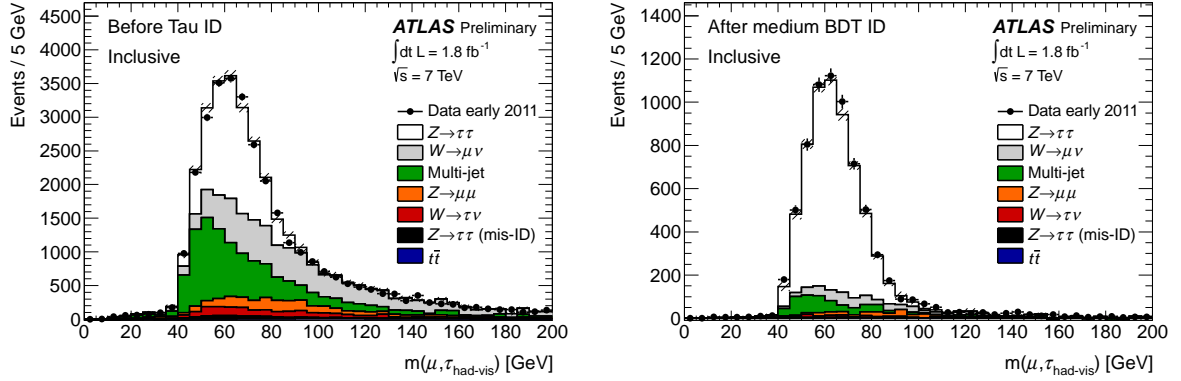 Events / 5 GeV
4500
4000
3500
3000
2500
2000
1500
1000
500
0
Before Tau ID
Inclusive
ATLAS Preliminary
∫dt L = 1.8 fb⁻¹
√s = 7 TeV
Data early 2011
Z→ττ
W→μν
Multi-jet
Z→μμ
W→τν
Z→ττ (mis-ID)
tt̄
0 20 40 60 80 100 120 140 160 180 200
m(μ,τhad-vis) [GeV]
Events / 5 GeV
1400
1200
1000
800
600
400
200
0
After medium BDT ID
Inclusive
ATLAS Preliminary
∫dt L = 1.8 fb⁻¹
√s = 7 TeV
Data early 2011
Z→ττ
W→μν
Multi-jet
Z→μμ
W→τν
Z→ττ (mis-ID)
tt̄
0 20 40 60 80 100 120 140 160 180 200
m(μ,τhad-vis) [GeV]